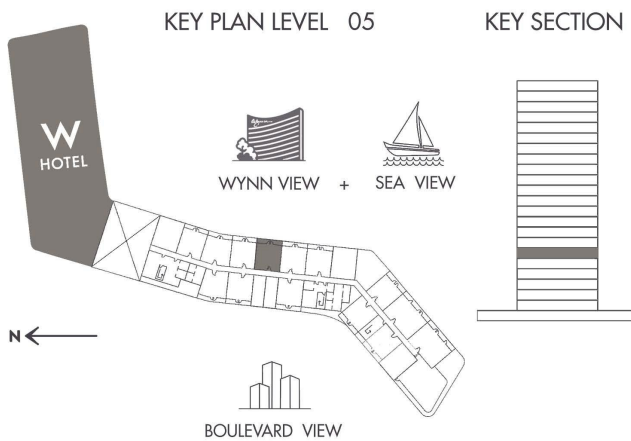 KEY PLAN LEVEL 05
KEY SECTION
W
HOTEL
WYNN VIEW + SEA VIEW
N
BOULEVARD VIEW